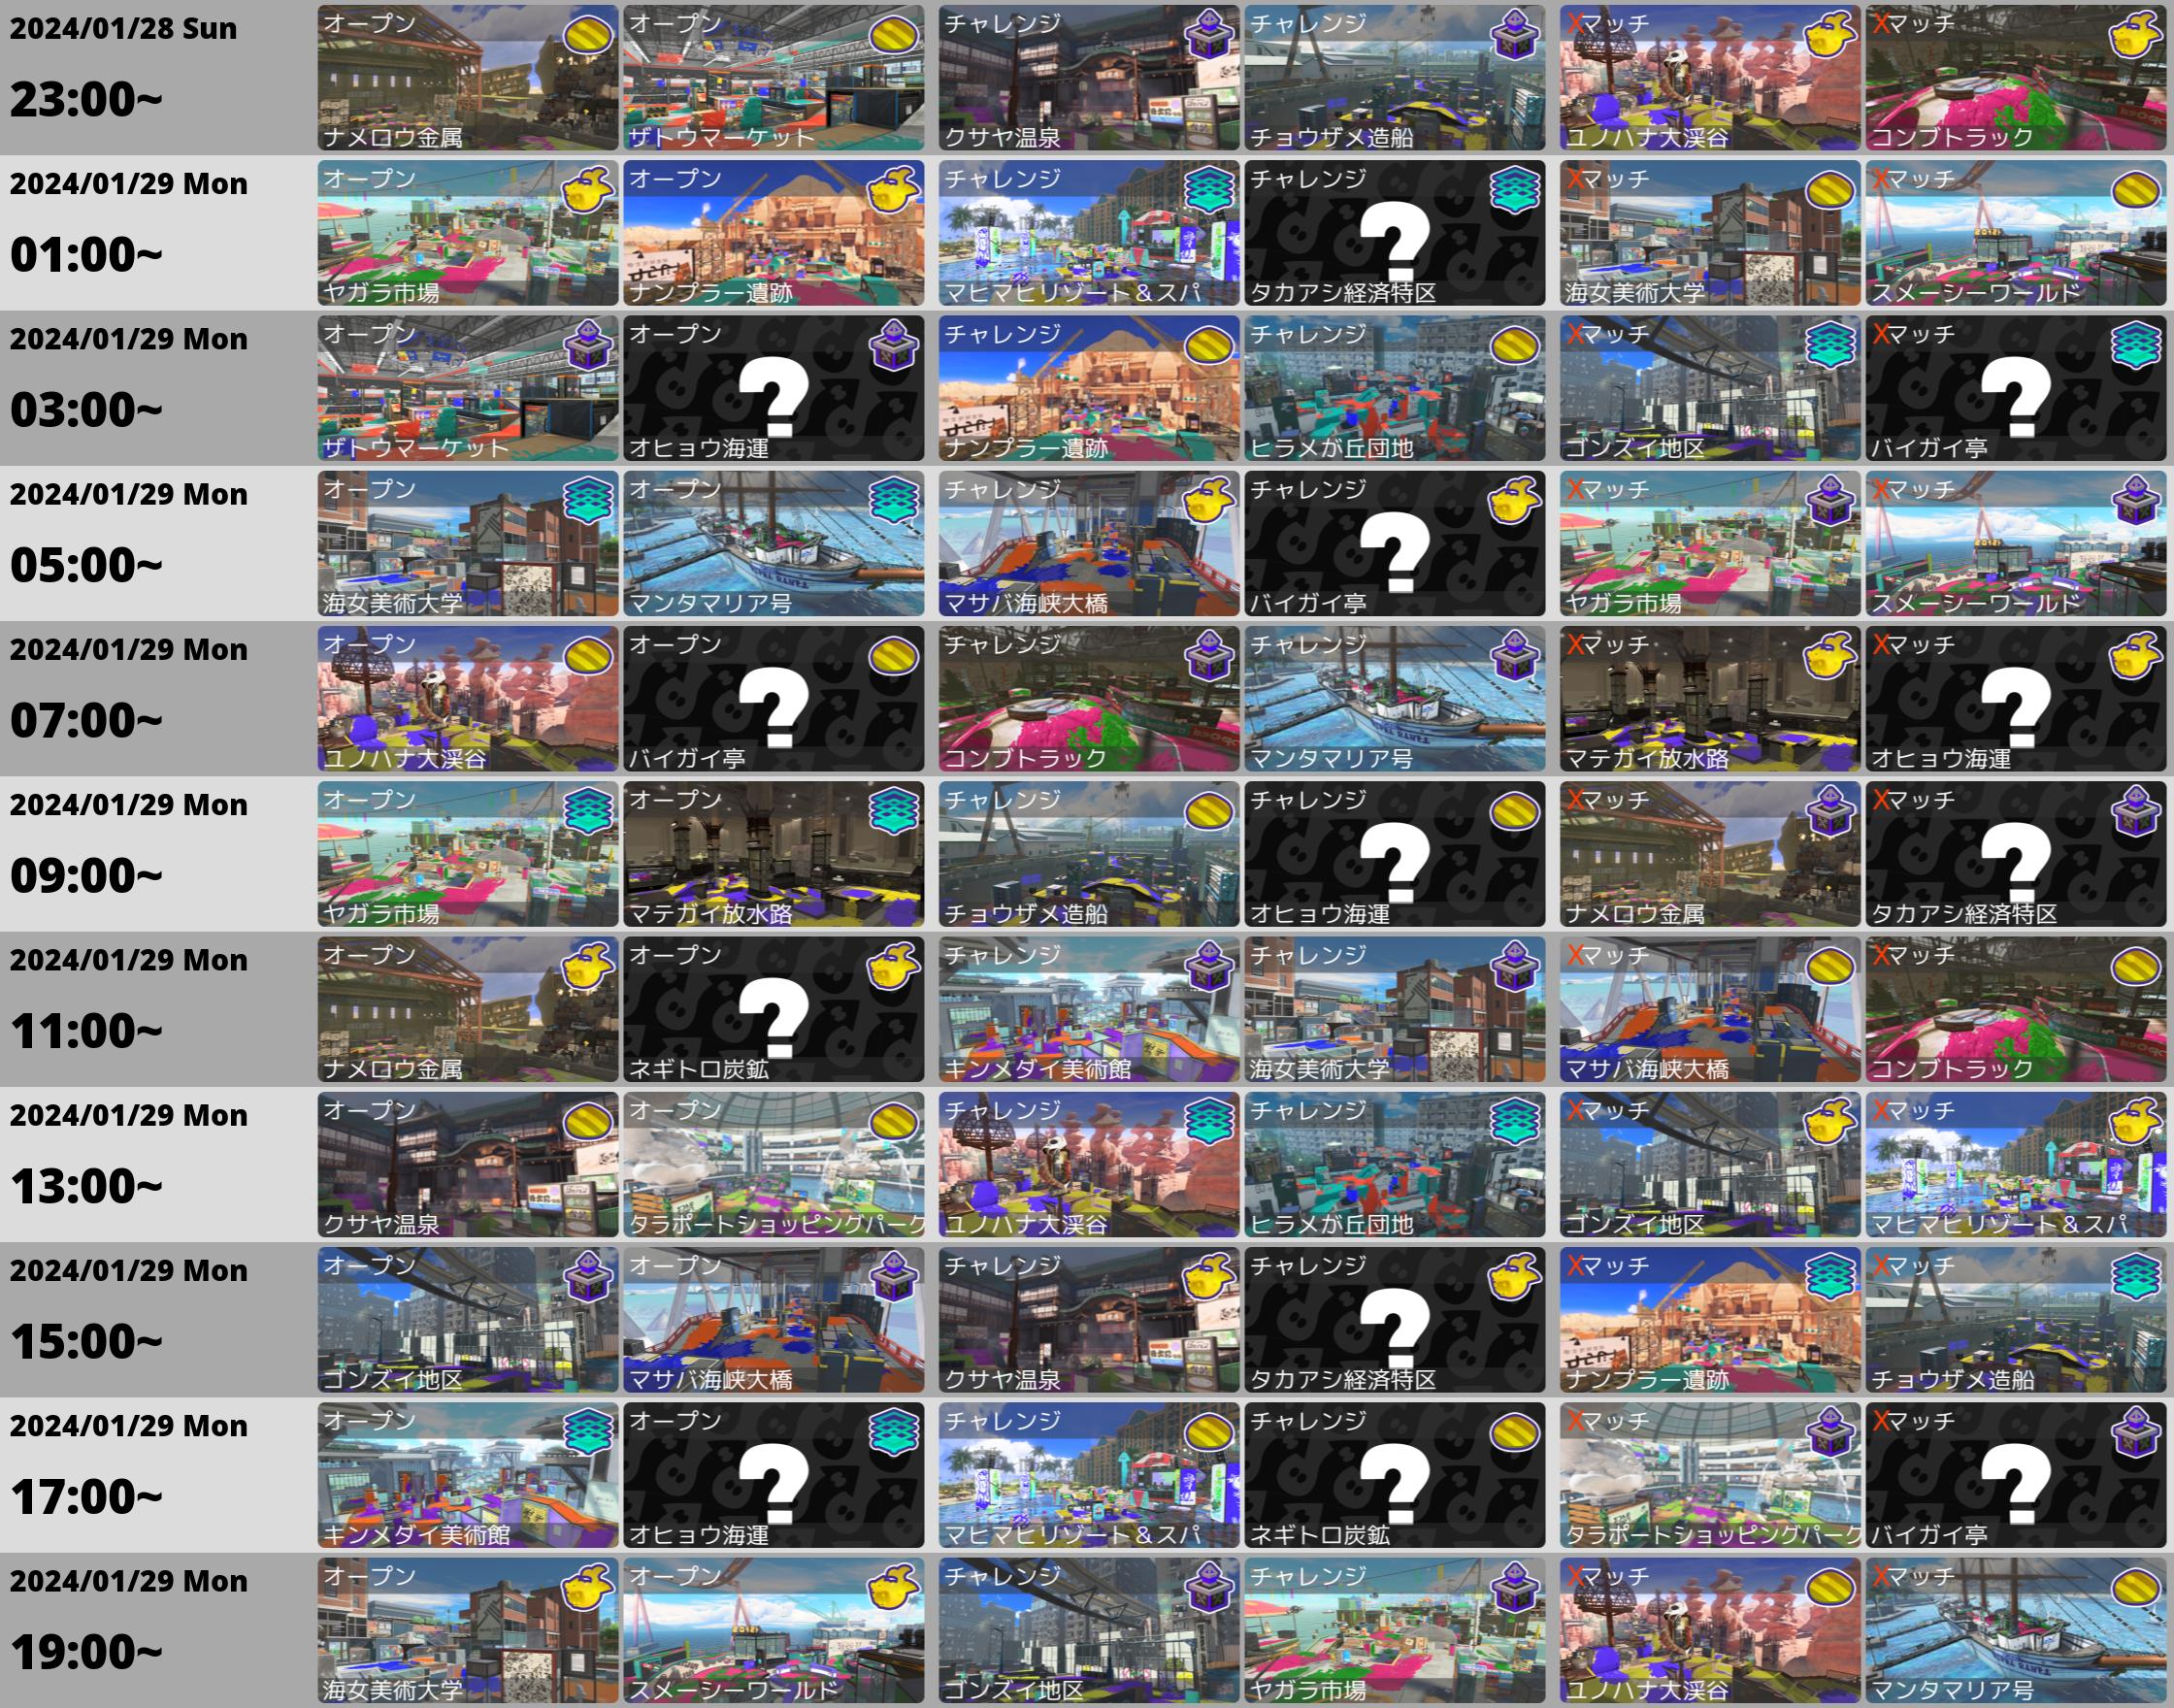 2024/01/28 Sun
23:00~
オープン
ナメロウ金属
オープン
ザトウマーケット
チャレンジ
クサヤ温泉
チャレンジ
チョウザメ造船
Xマッチ
ユノハナ大渓谷
Xマッチ
コンブトラック
2024/01/29 Mon
01:00~
オープン
ヤガラ市場
オープン
ナンプラー遺跡
チャレンジ
マヒマヒリゾート＆スパ
チャレンジ
?
タカアシ経済特区
Xマッチ
海女美術大学
Xマッチ
スメーシーワールド
2024/01/29 Mon
03:00~
オープン
ザトウマーケット
オープン
?
オヒョウ海運
チャレンジ
ナンプラー遺跡
チャレンジ
ヒラメが丘団地
Xマッチ
ゴンズイ地区
Xマッチ
?
バイガイ亭
2024/01/29 Mon
05:00~
オープン
海女美術大学
オープン
マンタマリア号
チャレンジ
マサバ海峡大橋
チャレンジ
?
バイガイ亭
Xマッチ
ヤガラ市場
Xマッチ
スメーシーワールド
2024/01/29 Mon
07:00~
オープン
ユノハナ大渓谷
オープン
?
バイガイ亭
チャレンジ
コンブトラック
チャレンジ
マンタマリア号
Xマッチ
マテガイ放水路
Xマッチ
?
オヒョウ海運
2024/01/29 Mon
09:00~
オープン
ヤガラ市場
オープン
マテガイ放水路
チャレンジ
チョウザメ造船
チャレンジ
?
オヒョウ海運
Xマッチ
ナメロウ金属
Xマッチ
?
タカアシ経済特区
2024/01/29 Mon
11:00~
オープン
ナメロウ金属
オープン
?
ネギトロ炭鉱
チャレンジ
キンメダイ美術館
チャレンジ
海女美術大学
Xマッチ
マサバ海峡大橋
Xマッチ
コンブトラック
2024/01/29 Mon
13:00~
オープン
クサヤ温泉
オープン
タラポートショッピングパーク
チャレンジ
ユノハナ大渓谷
チャレンジ
ヒラメが丘団地
Xマッチ
ゴンズイ地区
Xマッチ
マヒマヒリゾート＆スパ
2024/01/29 Mon
15:00~
オープン
ゴンズイ地区
オープン
マサバ海峡大橋
チャレンジ
クサヤ温泉
チャレンジ
?
タカアシ経済特区
Xマッチ
ナンプラー遺跡
Xマッチ
チョウザメ造船
2024/01/29 Mon
17:00~
オープン
キンメダイ美術館
オープン
?
オヒョウ海運
チャレンジ
マヒマヒリゾート＆スパ
チャレンジ
?
ネギトロ炭鉱
Xマッチ
タラポートショッピングパーク
Xマッチ
?
バイガイ亭
2024/01/29 Mon
19:00~
オープン
海女美術大学
オープン
スメーシーワールド
チャレンジ
ゴンズイ地区
チャレンジ
ヤガラ市場
Xマッチ
ユノハナ大渓谷
Xマッチ
マンタマリア号